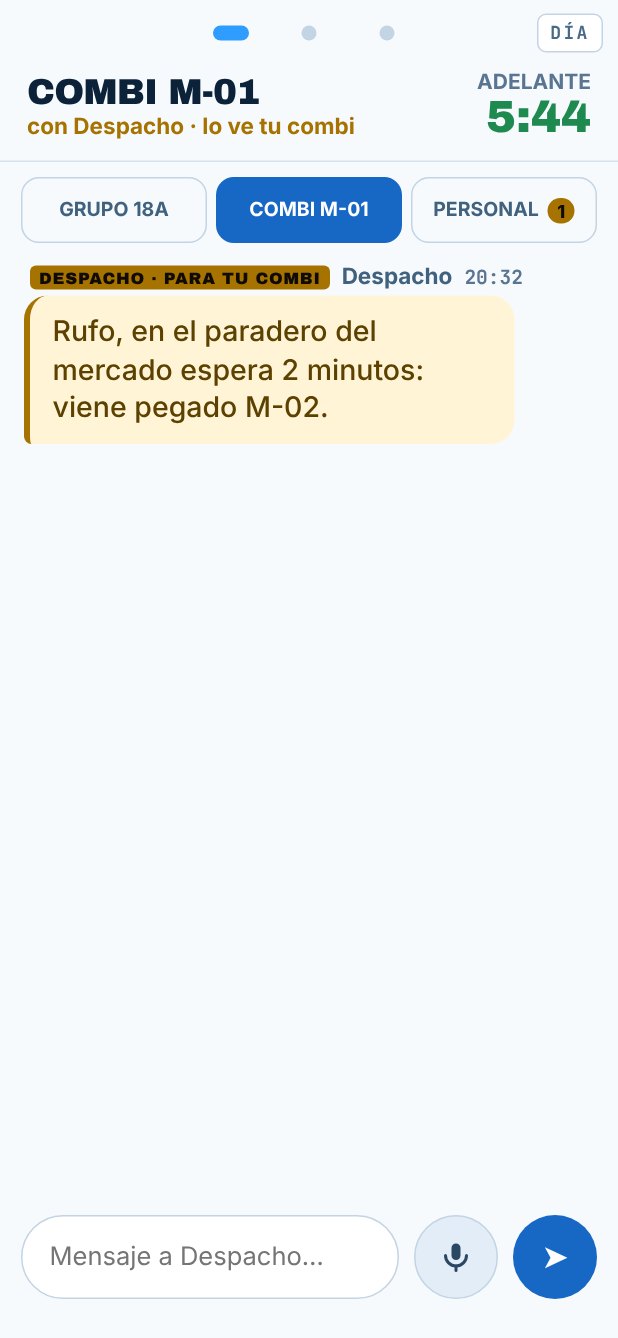 DÍA
COMBI M-01
con Despacho · lo ve tu combi
ADELANTE
5:44
GRUPO 18A
COMBI M-01
PERSONAL 1
DESPACHO · PARA TU COMBI Despacho 20:32
Rufo, en el paradero del
mercado espera 2 minutos:
viene pegado M-02.
Mensaje a Despacho...